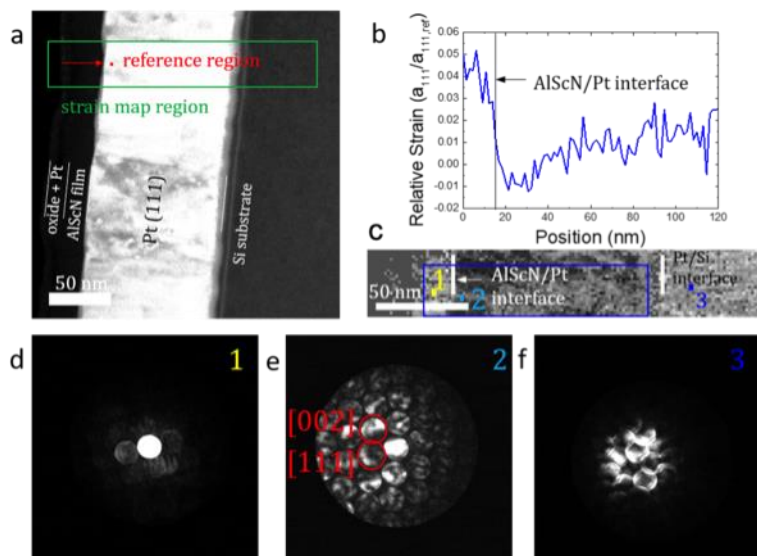 a
reference region
strain map region
oxide + Pt
AlScN film
Pt (111)
Si substrate
50 nm
b
Relative Strain (a111/a111,ref)
0.06
0.05
0.04
0.03
0.02
0.01
0.00
-0.01
-0.02
AlScN/Pt interface
0 20 40 60 80 100 120
Position (nm)
c
1
50 nm
2
AlScN/Pt
interface
Pt/Si
interface
3
d
1
e
2
[002]
[111]
f
3